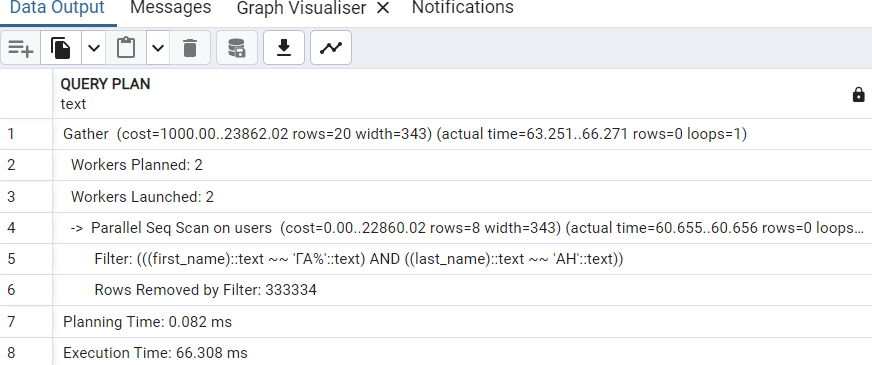 Data Output Messages Graph Visualiser × Notifications
QUERY PLAN
text
1 Gather (cost=1000.00..23862.02 rows=20 width=343) (actual time=63.251..66.271 rows=0 loops=1)
2 Workers Planned: 2
3 Workers Launched: 2
4 -> Parallel Seq Scan on users (cost=0.00..22860.02 rows=8 width=343) (actual time=60.655..60.656 rows=0 loops...
5 Filter: (((first_name)::text ~~ 'ГА%'::text) AND ((last_name)::text ~~ 'АН'::text))
6 Rows Removed by Filter: 333334
7 Planning Time: 0.082 ms
8 Execution Time: 66.308 ms